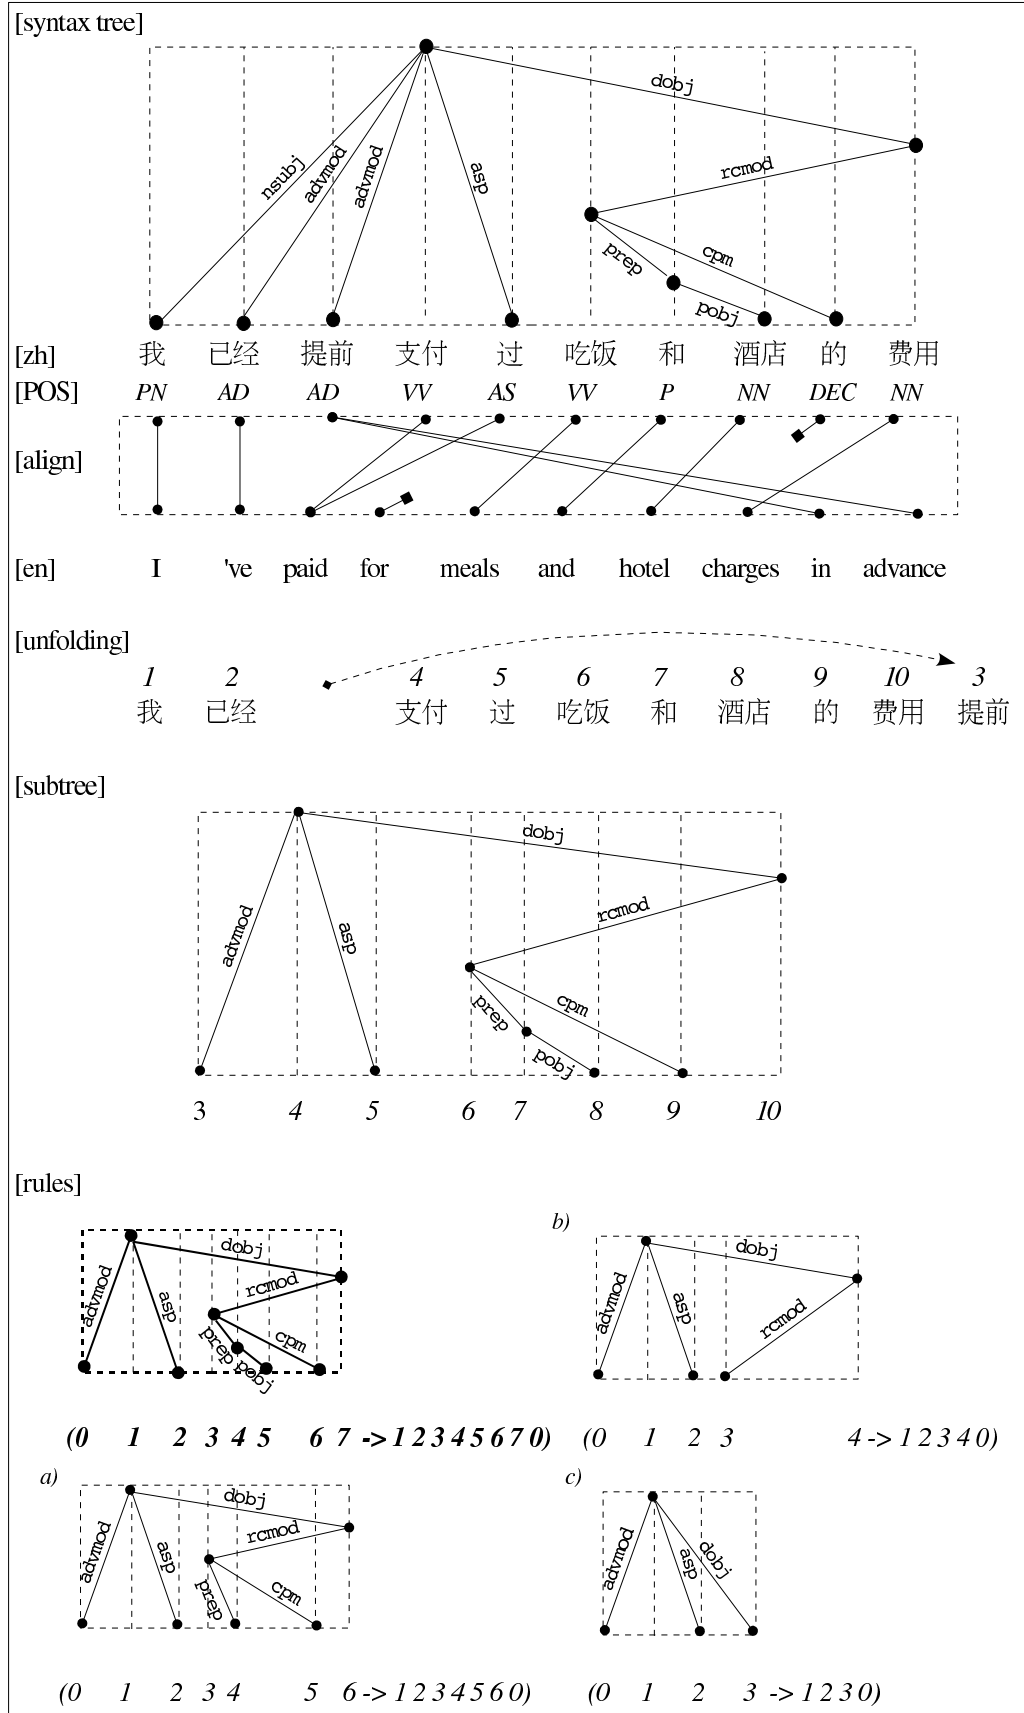 [syntax tree]
dobj
nsubj advmod advmod asp rcmod
prep cpm
pobj
[zh] 我 已经 提前 支付 过 吃饭 和 酒店 的 费用
[POS] PN AD AD VV AS VV P NN DEC NN
[align]
[en] I 've paid for meals and hotel charges in advance
[unfolding]
1 2 4 5 6 7 8 9 10 3
我 已经 支付 过 吃饭 和 酒店 的 费用 提前
[subtree]
dobj
advmod asp rcmod
prep cpm
pobj
3 4 5 6 7 8 9 10
[rules]
b)
dobj
advmod asp rcmod
prep pobj cpm
dobj
advmod asp rcmod
(0 1 2 3 4 5 6 7 -> 1 2 3 4 5 6 7 0)
(0 1 2 3 4 -> 1 2 3 4 0)
a)
c)
dobj
advmod asp rcmod
prep cpm
advmod asp dobj
(0 1 2 3 4 5 6 -> 1 2 3 4 5 6 0)
(0 1 2 3 -> 1 2 3 0)